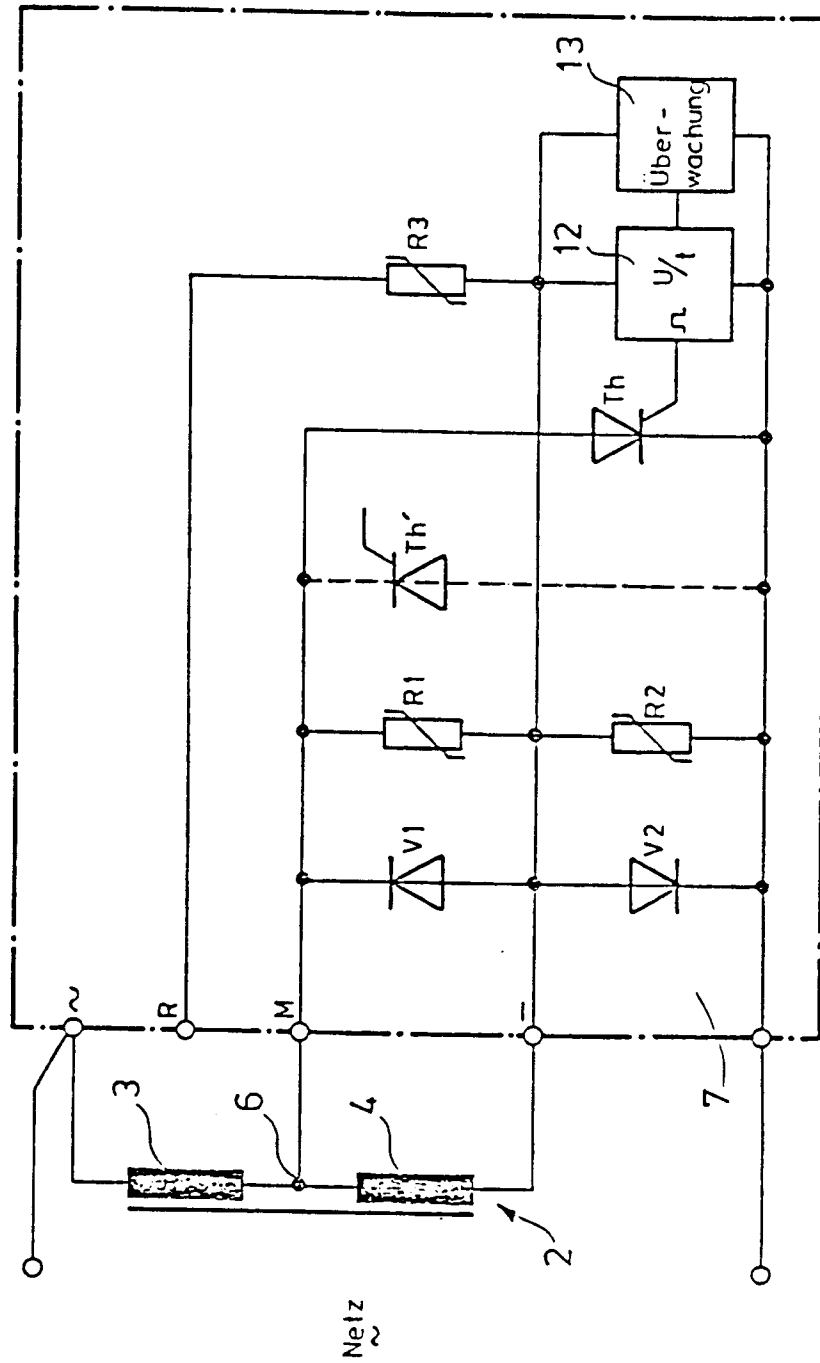 Netz
~
2
3
6
4
7
~
R
M
–
V1
V2
R1
R2
Th´
Th
R3
12
U/t
13
Über-
wachung